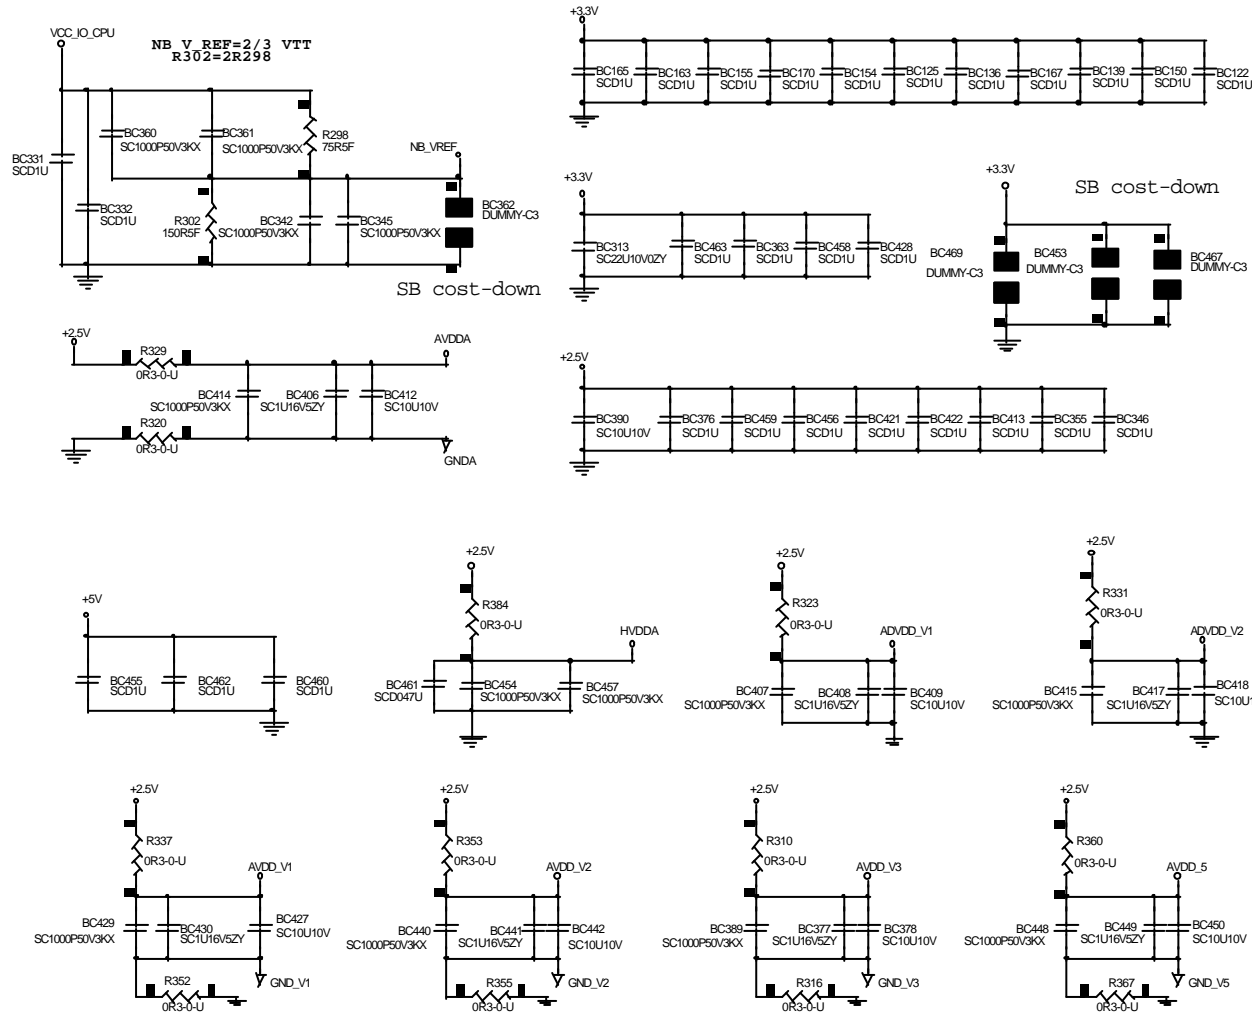 VCC_IO_CPU
NB V_REF=2/3 VTT
R302=2R298
BC331
SCD1U
BC332
SCD1U
BC360
SC1000P50V3KX
BC361
SC1000P50V3KX
R298
75R5F
NB_VREF
R302
150R5F
BC342
SC1000P50V3KX
BC345
SC1000P50V3KX
BC362
DUMMY-C3
SB cost-down
+3.3V
BC165
SCD1U
BC163
SCD1U
BC155
SCD1U
BC170
SCD1U
BC154
SCD1U
BC125
SCD1U
BC136
SCD1U
BC167
SCD1U
BC139
SCD1U
BC150
SCD1U
BC122
SCD1U
+3.3V
BC313
SC22U10V0ZY
BC463
SCD1U
BC363
SCD1U
BC458
SCD1U
BC428
SCD1U
+3.3V
SB cost-down
BC469
DUMMY-C3
BC453
DUMMY-C3
BC467
DUMMY-C3
+2.5V
R329
0R3-0-U
AVDDA
BC414
SC1000P50V3KX
BC406
SC1U16V5ZY
BC412
SC10U10V
R320
0R3-0-U
GNDA
+2.5V
BC390
SC10U10V
BC376
SCD1U
BC459
SCD1U
BC456
SCD1U
BC421
SCD1U
BC422
SCD1U
BC413
SCD1U
BC355
SCD1U
BC346
SCD1U
+5V
BC455
SCD1U
BC462
SCD1U
BC460
SCD1U
+2.5V
R384
0R3-0-U
HVDDA
BC461
SCD047U
BC454
SC1000P50V3KX
BC457
SC1000P50V3KX
+2.5V
R323
0R3-0-U
ADVDD_V1
BC407
SC1000P50V3KX
BC408
SC1U16V5ZY
BC409
SC10U10V
+2.5V
R331
0R3-0-U
ADVDD_V2
BC415
SC1000P50V3KX
BC417
SC1U16V5ZY
BC418
SC10U1
+2.5V
R337
0R3-0-U
AVDD_V1
BC429
SC1000P50V3KX
BC430
SC1U16V5ZY
BC427
SC10U10V
R352
0R3-0-U
GND_V1
+2.5V
R353
0R3-0-U
AVDD_V2
BC440
SC1000P50V3KX
BC441
SC1U16V5ZY
BC442
SC10U10V
R355
0R3-0-U
GND_V2
+2.5V
R310
0R3-0-U
AVDD_V3
BC389
SC1000P50V3KX
BC377
SC1U16V5ZY
BC378
SC10U10V
R316
0R3-0-U
GND_V3
+2.5V
R360
0R3-0-U
AVDD_5
BC448
SC1000P50V3KX
BC449
SC1U16V5ZY
BC450
SC10U10V
R367
0R3-0-U
GND_V5